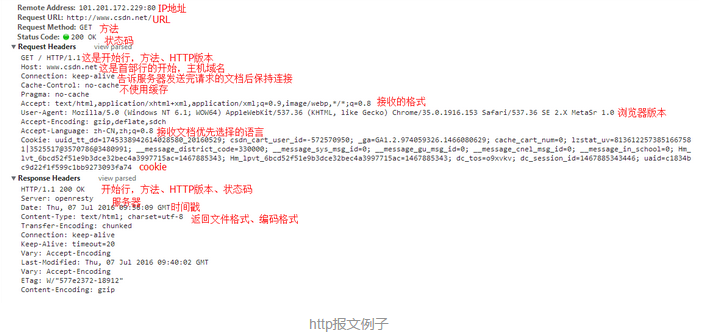 Remote Address: 101.201.172.229:80 IP地址
Request URL: http://www.csdn.net/ URL
Request Method: GET 方法
Status Code: 200 OK 状态码
Request Headers view parsed
GET / HTTP/1.1 这是开始行，方法、HTTP版本
Host: www.csdn.net 这是首部行的开始，主机域名
Connection: keep-alive 告诉服务器发送完请求的文档后保持连接
Cache-Control: no-cache 不使用缓存
Pragma: no-cache
Accept: text/html,application/xhtml+xml,application/xml;q=0.9,image/webp,*/*;q=0.8 接收的格式
User-Agent: Mozilla/5.0 (Windows NT 6.1; WOW64) AppleWebKit/537.36 (KHTML, like Gecko) Chrome/35.0.1916.153 Safari/537.36 SE 2.X MetaSr 1.0 浏览器版本
Accept-Encoding: gzip,deflate,sdch
Accept-Language: zh-CN,zh;q=0.8 接收文档优先选择的语言
Cookie: uuid_tt_dd=1745338942614028580_20160529; csdn_cart_user_id=-572570950; _ga=GA1.2.974059326.1466080629; cache_cart_num=0; lzstat_uv=8136122573851667581|3525517@3570786@3480991; __message_district_code=330000; __message_sys_msg_id=0; __message_gu_msg_id=0; __message_cnel_msg_id=0; __message_in_school=0; Hm_
lvt_6bcd52f51e9b3dce32bec4a3997715ac=1467885343; Hm_lpvt_6bcd52f51e9b3dce32bec4a3997715ac=1467885343; dc_tos=o9xvkv; dc_session_id=1467885343446; uaid=c1834b
c9d22f1f599c1bb9273093fa74 cookie
Response Headers view parsed
HTTP/1.1 200 OK 开始行，方法、HTTP版本、状态码
Server: openresty 服务器
Date: Thu, 07 Jul 2016 09:55:09 GMT 时间戳
Content-Type: text/html; charset=utf-8 返回文件格式、编码格式
Transfer-Encoding: chunked
Connection: keep-alive
Keep-Alive: timeout=20
Vary: Accept-Encoding
Last-Modified: Thu, 07 Jul 2016 09:40:02 GMT
Vary: Accept-Encoding
ETag: W/"577e2372-18912"
Content-Encoding: gzip
http报文例子